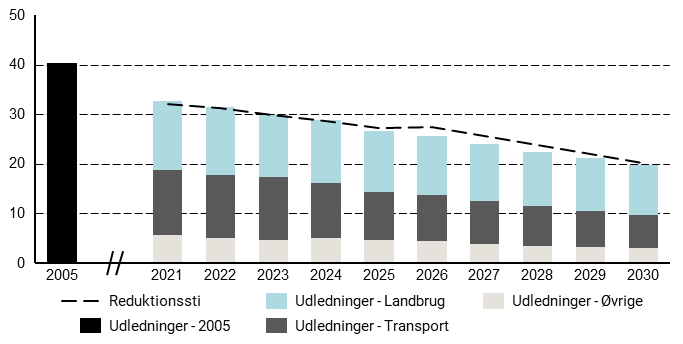 50
40
30
20
10
0
2005 2021 2022 2023 2024 2025 2026 2027 2028 2029 2030
Reduktionssti Udledninger - Landbrug Udledninger - Øvrige
Udledninger - 2005 Udledninger - Transport